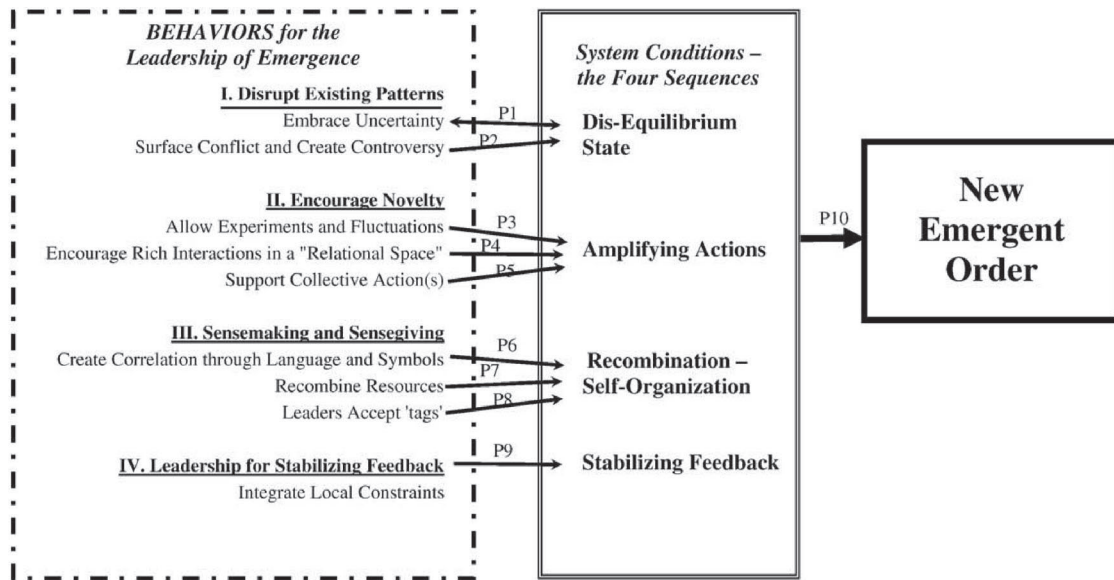 BEHAVIORS for the
Leadership of Emergence
I. Disrupt Existing Patterns
Embrace Uncertainty
Surface Conflict and Create Controversy
II. Encourage Novelty
Allow Experiments and Fluctuations
Encourage Rich Interactions in a "Relational Space"
Support Collective Action(s)
III. Sensemaking and Sensegiving
Create Correlation through Language and Symbols
Recombine Resources
Leaders Accept 'tags'
IV. Leadership for Stabilizing Feedback
Integrate Local Constraints
P1
P2
P3
P4
P5
P6
P7
P8
P9
System Conditions –
the Four Sequences
Dis-Equilibrium
State
Amplifying Actions
Recombination –
Self-Organization
Stabilizing Feedback
P10
New
Emergent
Order